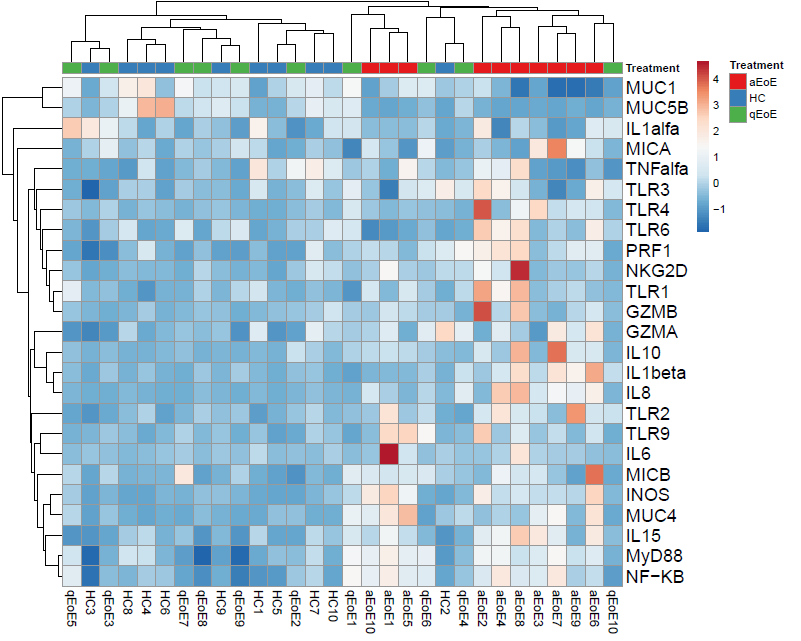 Treatment
Treatment
aEoE
HC
qEoE
4
3
2
1
0
−1
MUC1
MUC5B
IL1alfa
MICA
TNFalfa
TLR3
TLR4
TLR6
PRF1
NKG2D
TLR1
GZMB
GZMA
IL10
IL1beta
IL8
TLR2
TLR9
IL6
MICB
INOS
MUC4
IL15
MyD88
NF−KB
qEoE5
HC3
qEoE3
HC8
HC4
HC6
qEoE7
qEoE8
HC9
qEoE9
HC1
HC5
qEoE2
HC7
HC10
qEoE1
aEoE10
aEoE1
aEoE5
qEoE6
HC2
qEoE4
aEoE2
aEoE4
aEoE8
aEoE3
aEoE7
aEoE9
aEoE6
qEoE10